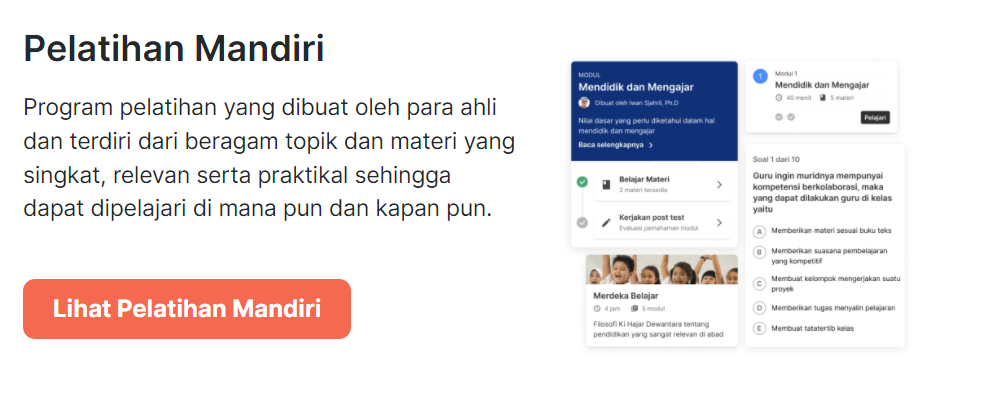 Pelatihan Mandiri
Program pelatihan yang dibuat oleh para ahli
dan terdiri dari beragam topik dan materi yang
singkat, relevan serta praktikal sehingga
dapat dipelajari di mana pun dan kapan pun.
Lihat Pelatihan Mandiri
MODUL
Mendidik dan Mengajar
Dibuat oleh Iwan Sjahril, Ph.D
Nilai dasar yang perlu diketahui dalam hal
mendidik dan mengajar
Baca selengkapnya
Belajar Materi
2 materi tersedia
Kerjakan post test
Evaluasi pemahaman modul
Merdeka Belajar
4 jam 5 modul
Filosofi Ki Hajar Dewantara tentang
pendidikan yang sangat relevan di abad
1
Modul 1
Mendidik dan Mengajar
40 menit 5 materi
Pelajari
Soal 1 dari 10
Guru ingin muridnya mempunyai
kompetensi berkolaborasi, maka
yang dapat dilakukan guru di kelas
yaitu
A Memberikan materi sesuai buku teks
B Memberikan suasana pembelajaran
yang kompetitif
C Membuat kelompok mengerjakan suatu
proyek
D Memberikan tugas menyalin pelajaran
E Membuat tatatertib kelas